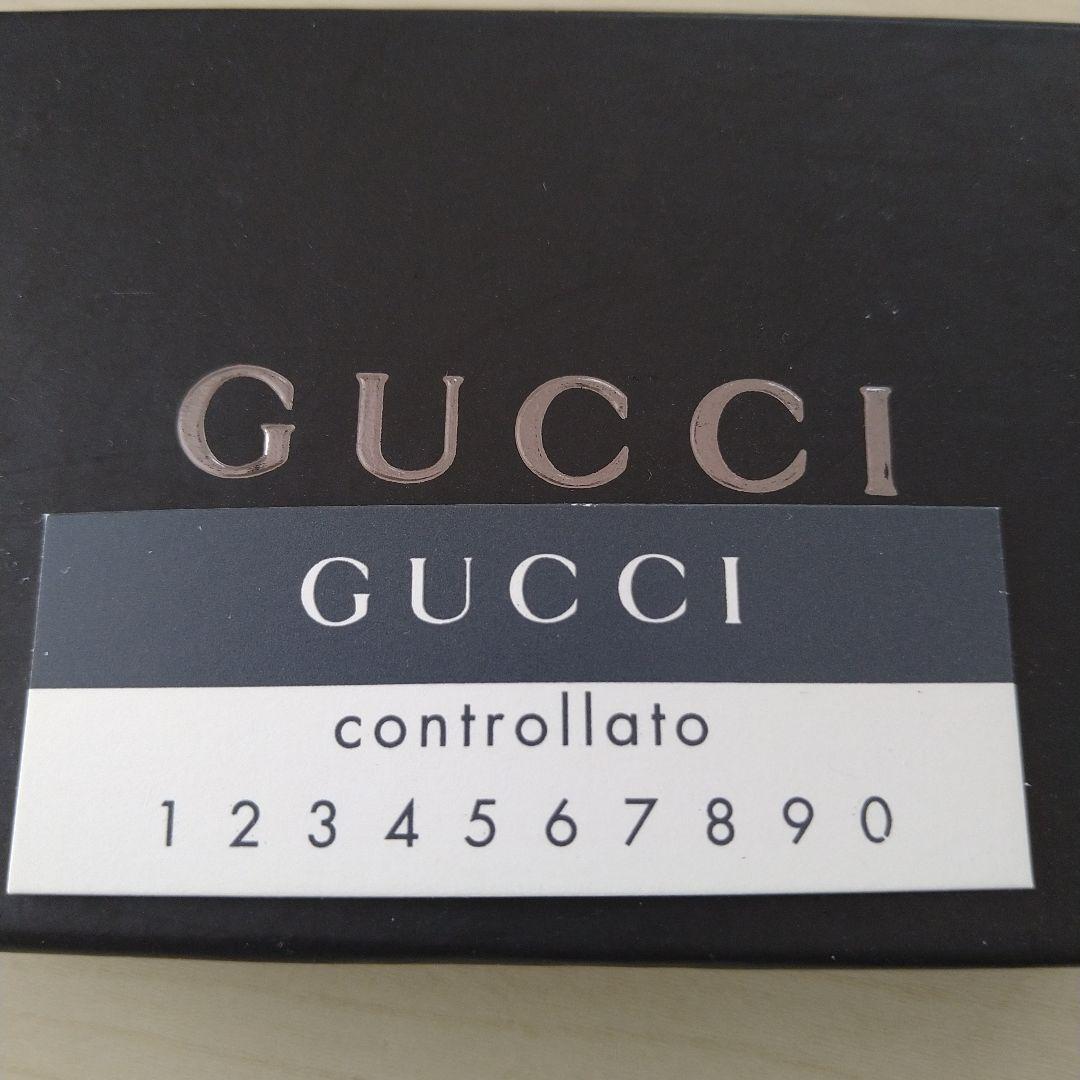 GUCCI
GUCCI
controllato
1 2 3 4 5 6 7 8 9 0